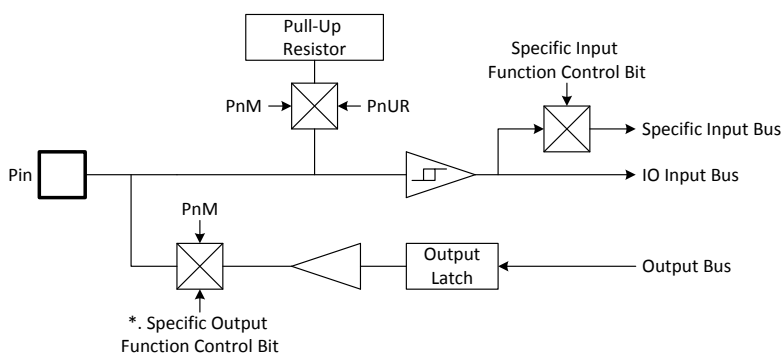 Pull-Up
Resistor
Specific Input
Function Control Bit
PnM
PnUR
Specific Input Bus
Pin
IO Input Bus
PnM
Output
Latch
Output Bus
*. Specific Output
Function Control Bit